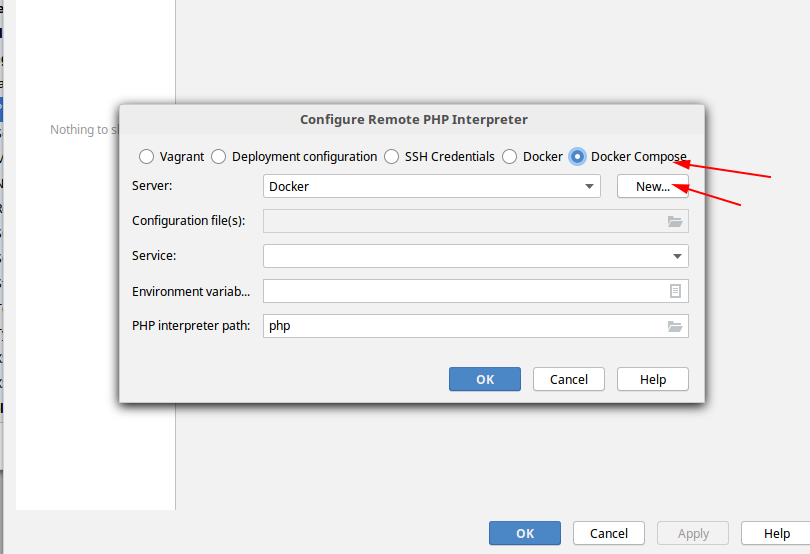 Nothing to s
Configure Remote PHP Interpreter
Vagrant Deployment configuration SSH Credentials Docker Docker Compose
Server: Docker New...
Configuration file(s):
Service:
Environment variab...
PHP interpreter path: php
OK Cancel Help
OK Cancel Apply Help